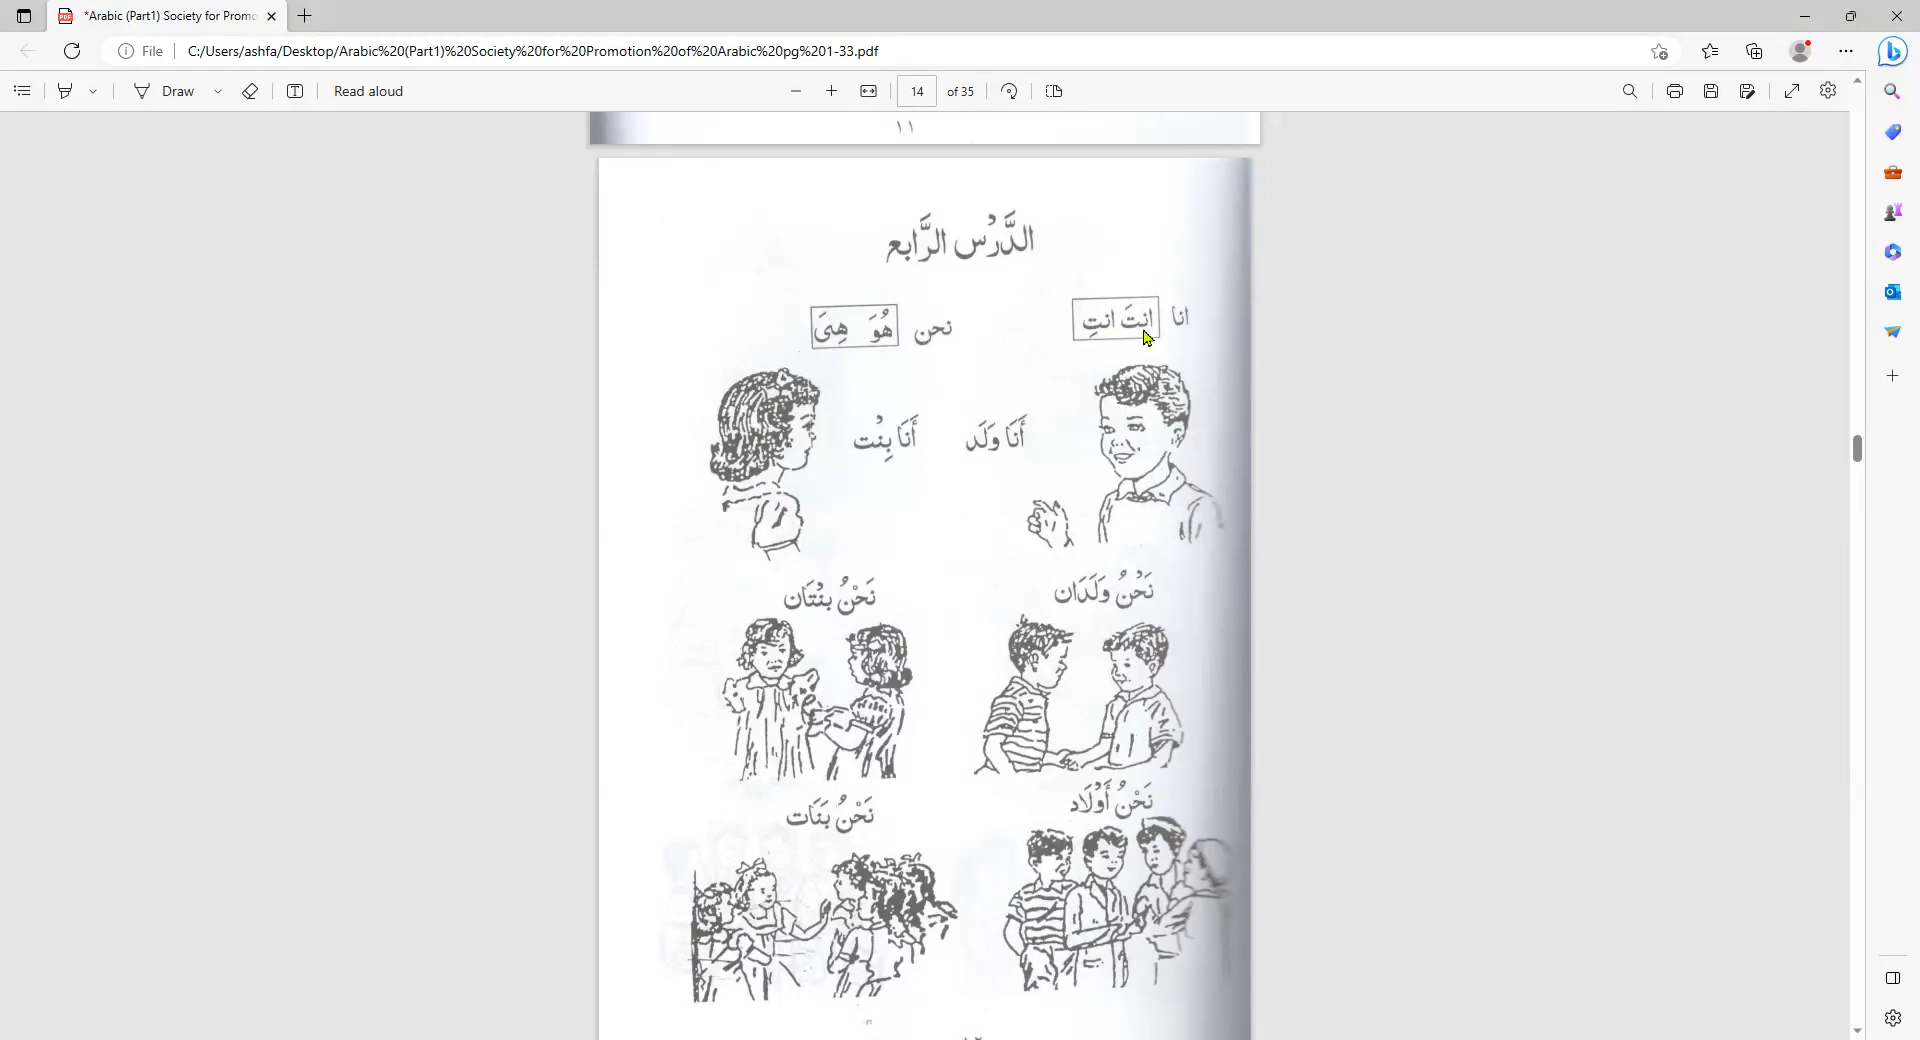 *Arabic (Part1) Society for Promo
File C:/Users/ashfa/Desktop/Arabic%20(Part1)%20Society%20for%20Promotion%20of%20Arabic%20pg%201-33.pdf
Draw Read aloud 14 of 35
١١
الدَّرْس الرَّابع
انا انتَ انتِ نحن هُوَ هِىَ
أَنَا وَلَد أَنَا بِنْت
نَحْنُ وَلَدَان نَحْنُ بنْتَان
نَحْنُ أَوْلَاد نَحْنُ بَنَات